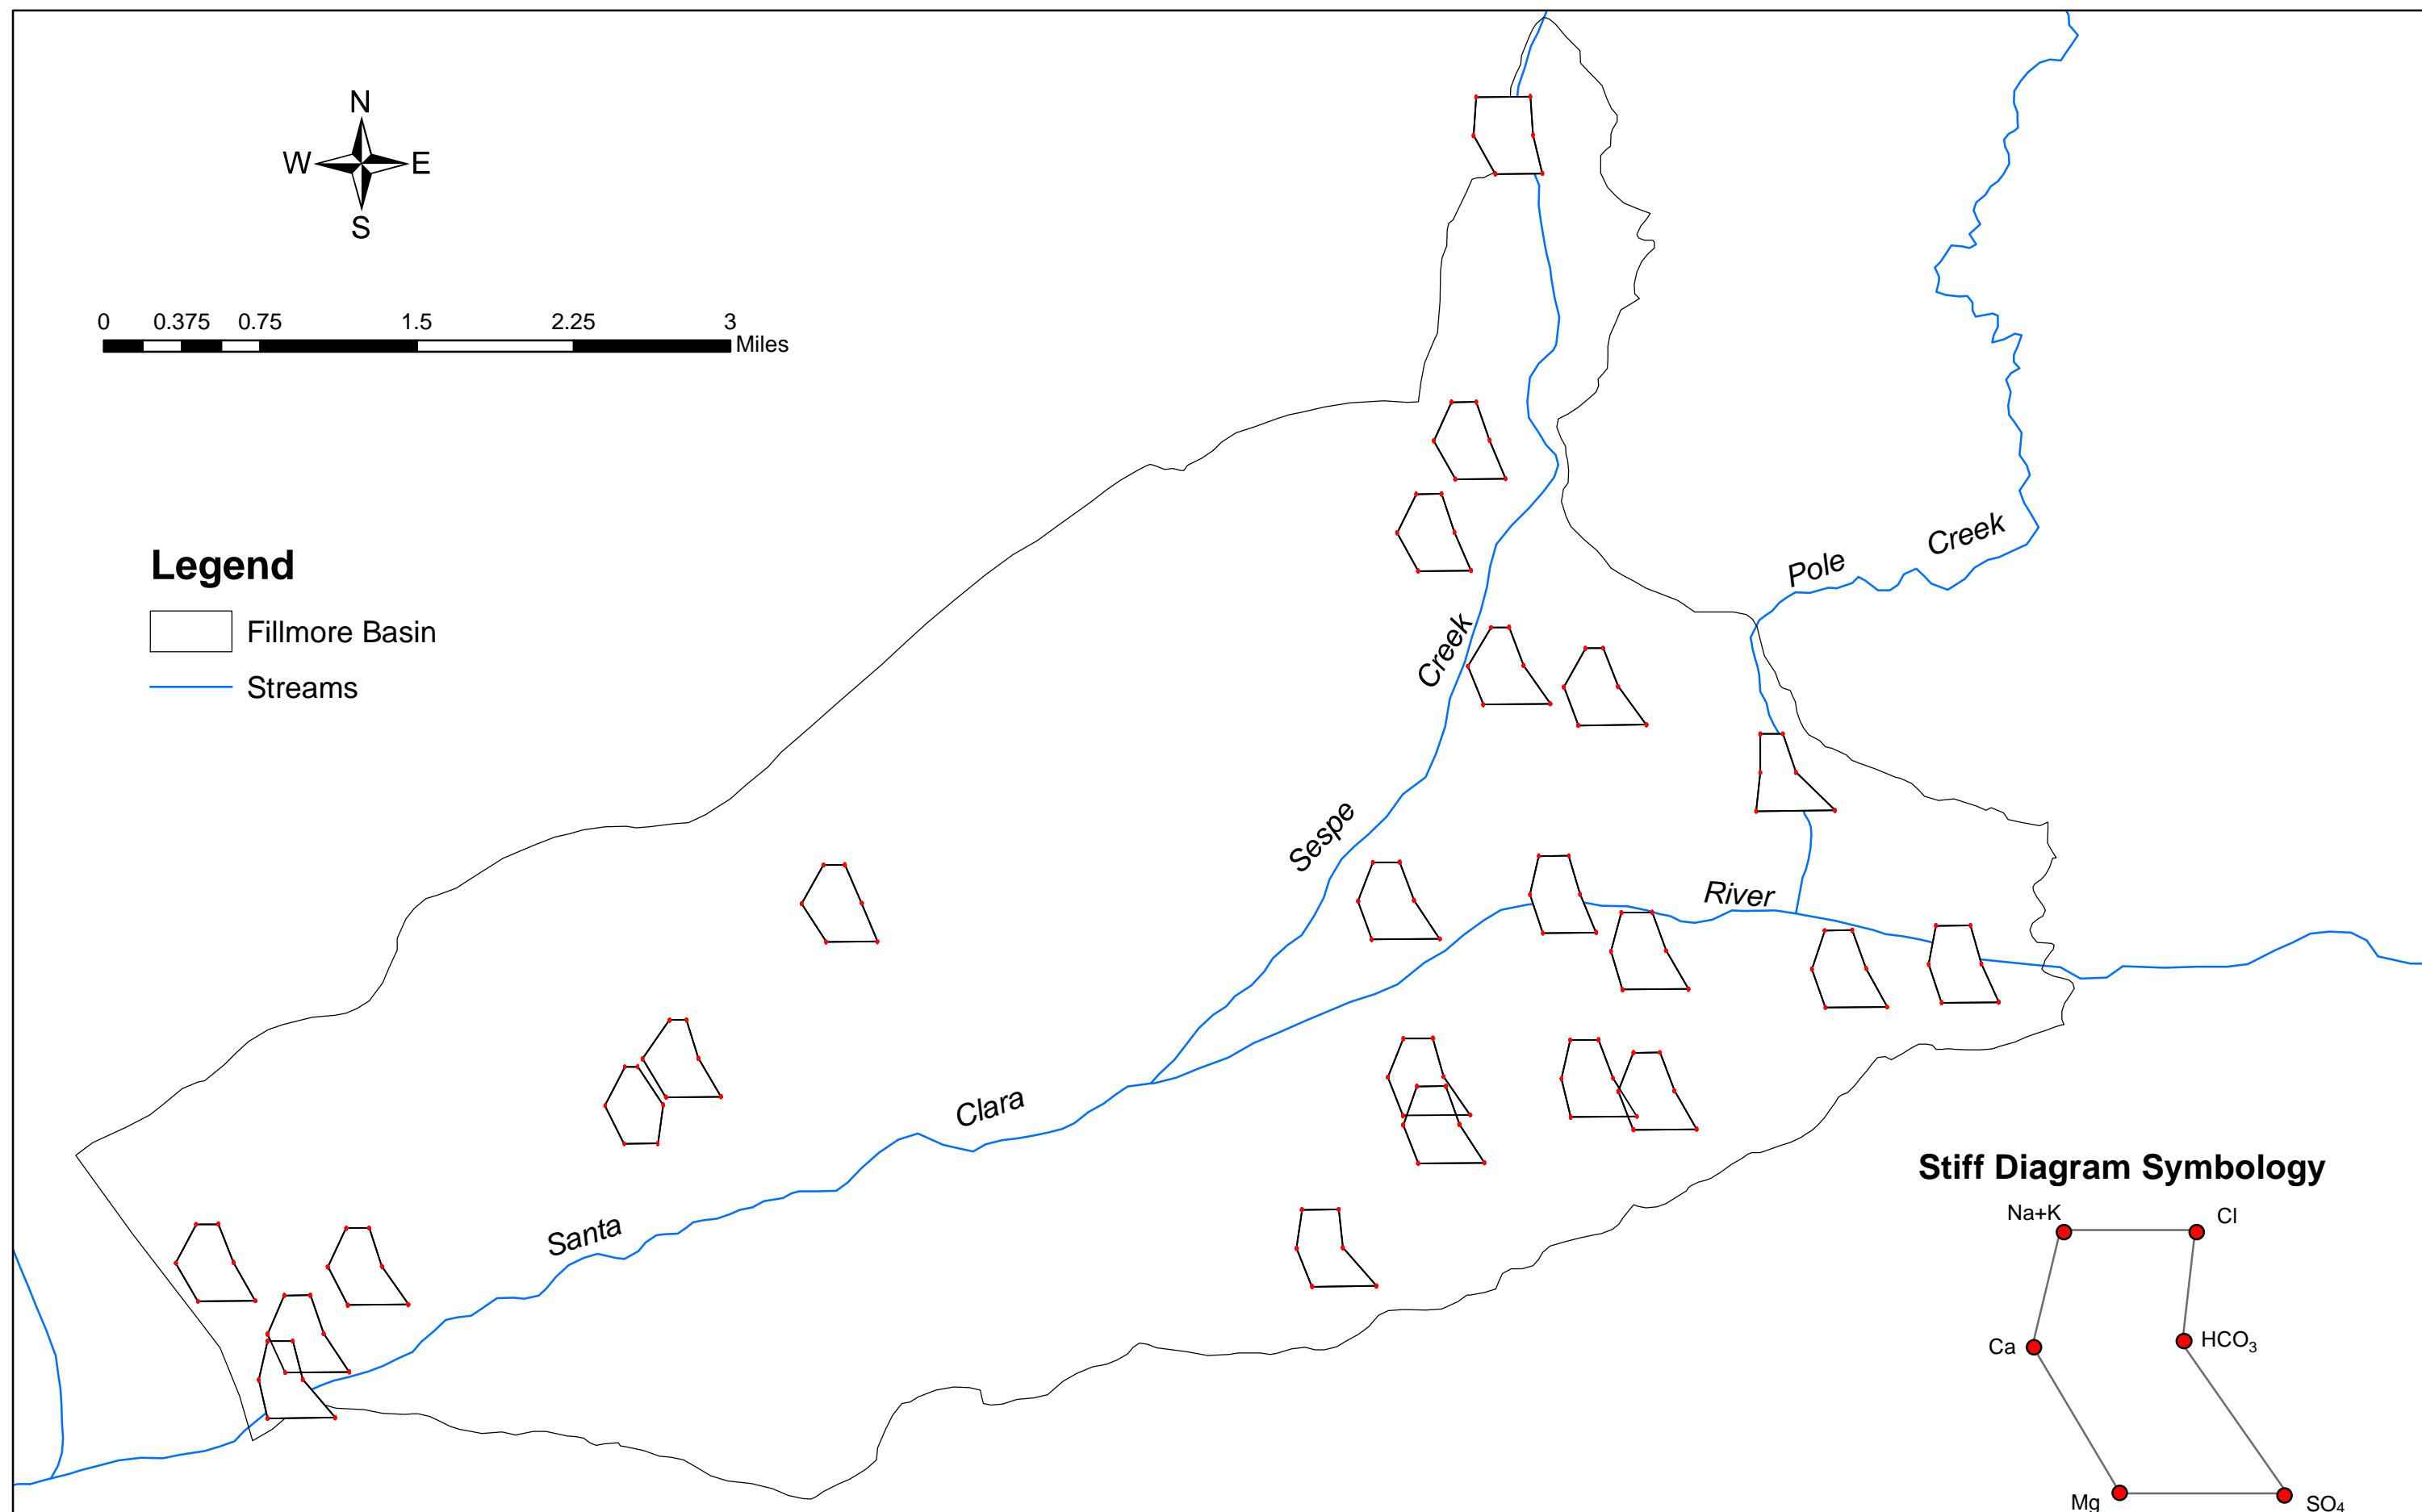 N
W E
S
0 0.375 0.75 1.5 2.25 3
Miles
Legend
Fillmore Basin
Streams
Pole Creek
Sespe Creek
Santa Clara River
Stiff Diagram Symbology
Na+K Cl
Ca HCO3
Mg SO4